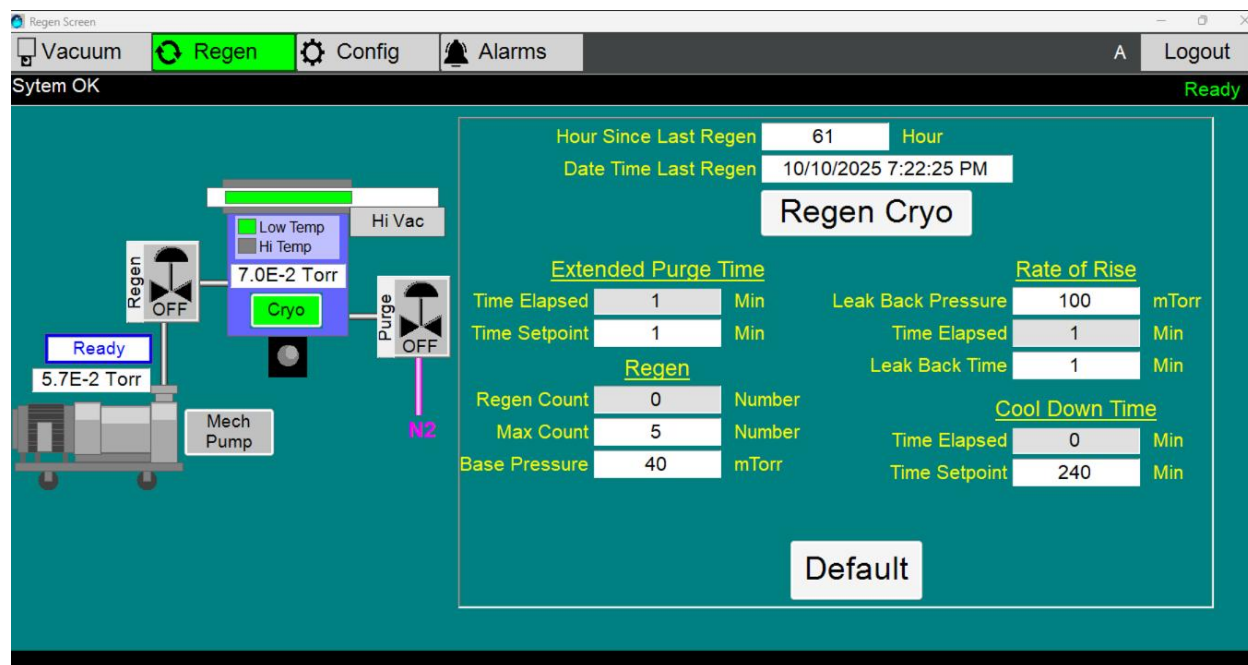 Regen Screen
Vacuum Regen Config Alarms A Logout
Sytem OK Ready
Hour Since Last Regen 61 Hour
Date Time Last Regen 10/10/2025 7:22:25 PM
Regen Cryo
Low Temp
Hi Temp
Hi Vac
7.0E-2 Torr
Cryo
Regen
OFF
Purge
OFF
N2
Ready
5.7E-2 Torr
Mech
Pump
Extended Purge Time
Time Elapsed 1 Min
Time Setpoint 1 Min
Regen
Regen Count 0 Number
Max Count 5 Number
Base Pressure 40 mTorr
Rate of Rise
Leak Back Pressure 100 mTorr
Time Elapsed 1 Min
Leak Back Time 1 Min
Cool Down Time
Time Elapsed 0 Min
Time Setpoint 240 Min
Default